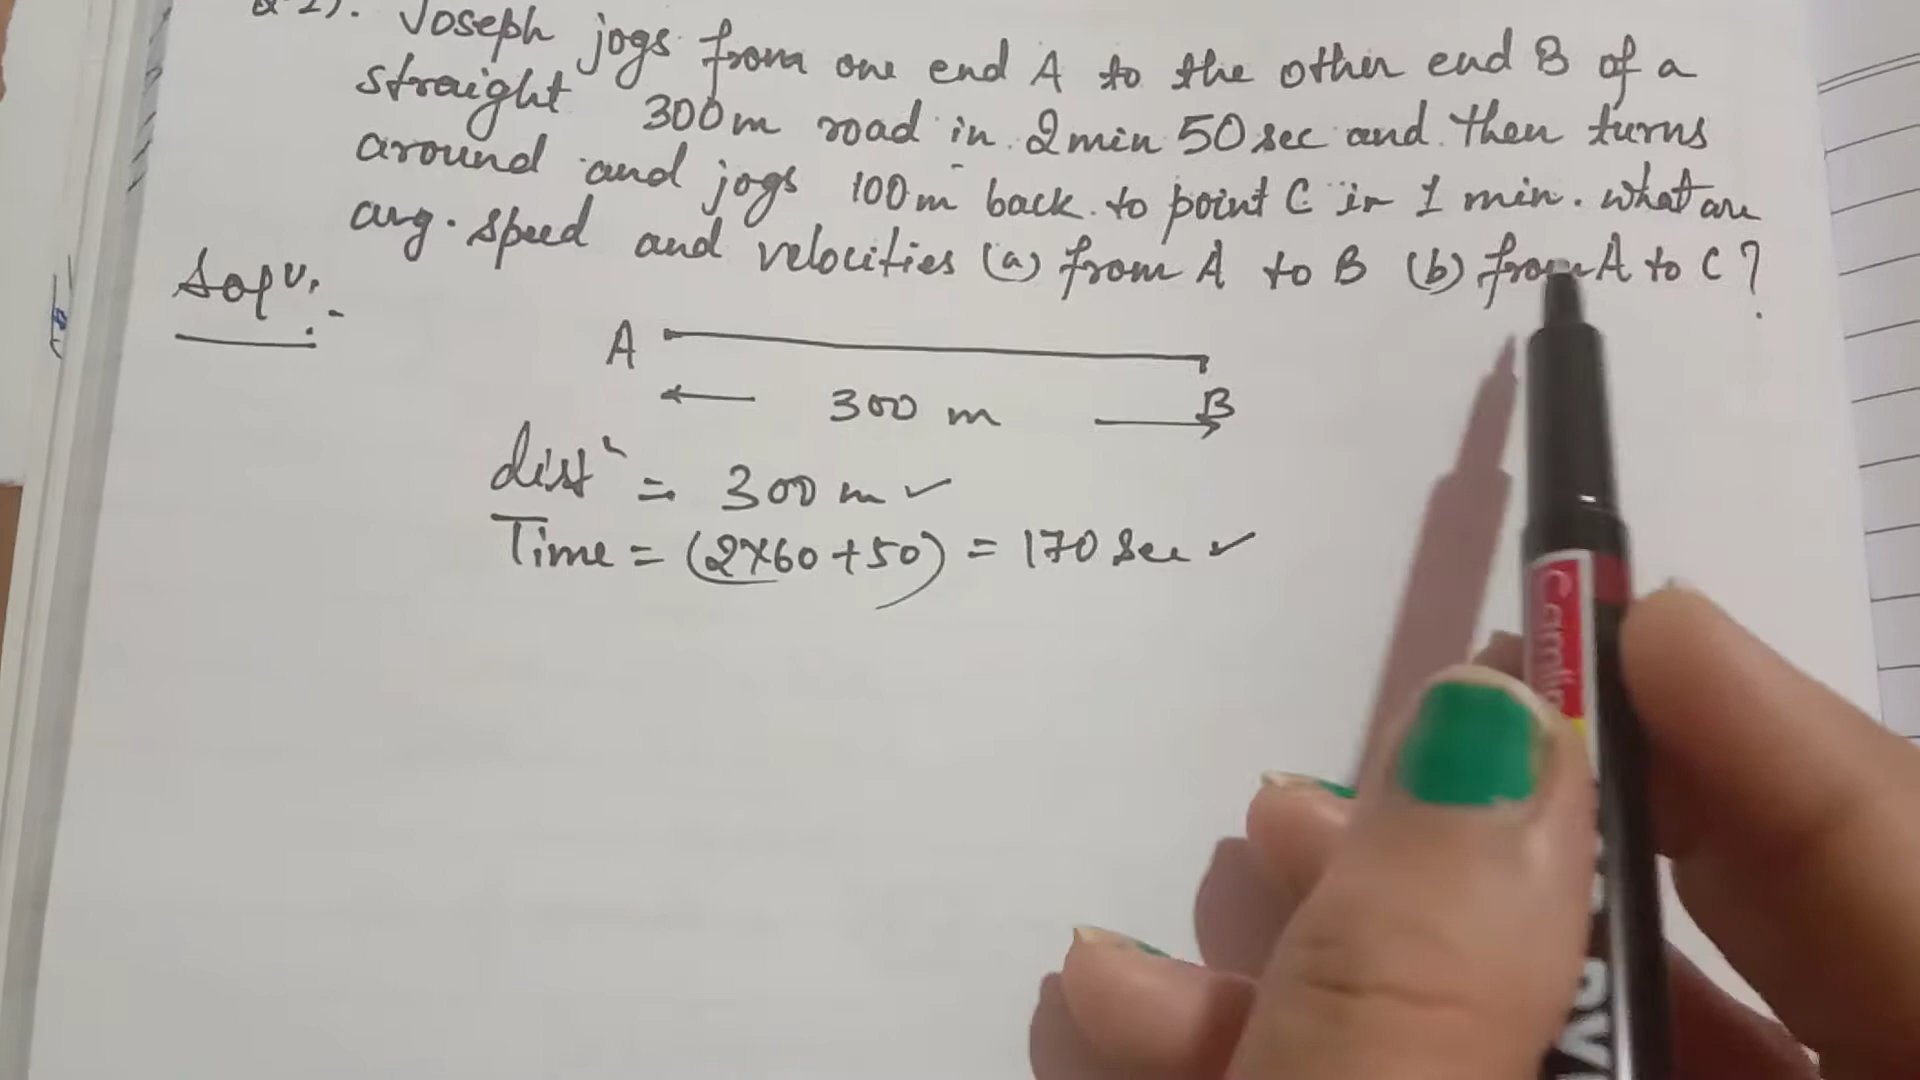 Joseph jogs from one end A to the other end B of a
straight 300m road in 2min 50 sec and then turns
around and jogs 100m back to point C in 1 min. what are
avg. speed and velocities (a) from A to B (b) from A to C ?
Solⁿ.:-
A
300 m
B
distⁿ = 300 m ✓
Time = (2×60+50) = 170 Sec ✓